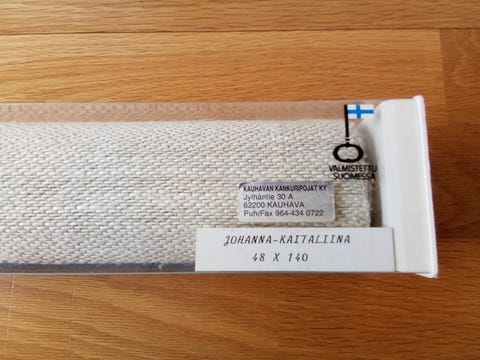 VALMISTETTU
SUOMESSA
KAUHAVAN KANKURIPOJAT KY
Jylhäntie 30 A
62200 KAUHAVA
Puh/Fax 964-434 0722
JOHANNA-KAITALIINA
48 X 140